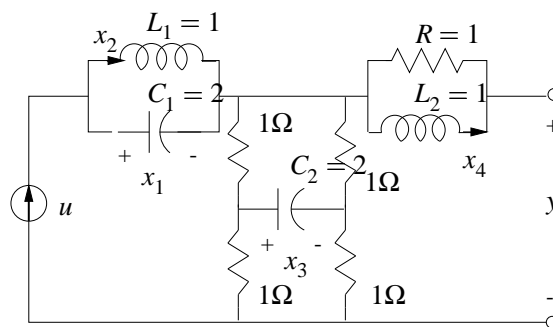 L₁ = 1
x₂
R = 1
C₁ = 2
L₂ = 1
+ -
x₁
1Ω
x₄
+
C₂ = 2
1Ω
u
+ -
x₃
y
1Ω
1Ω
-